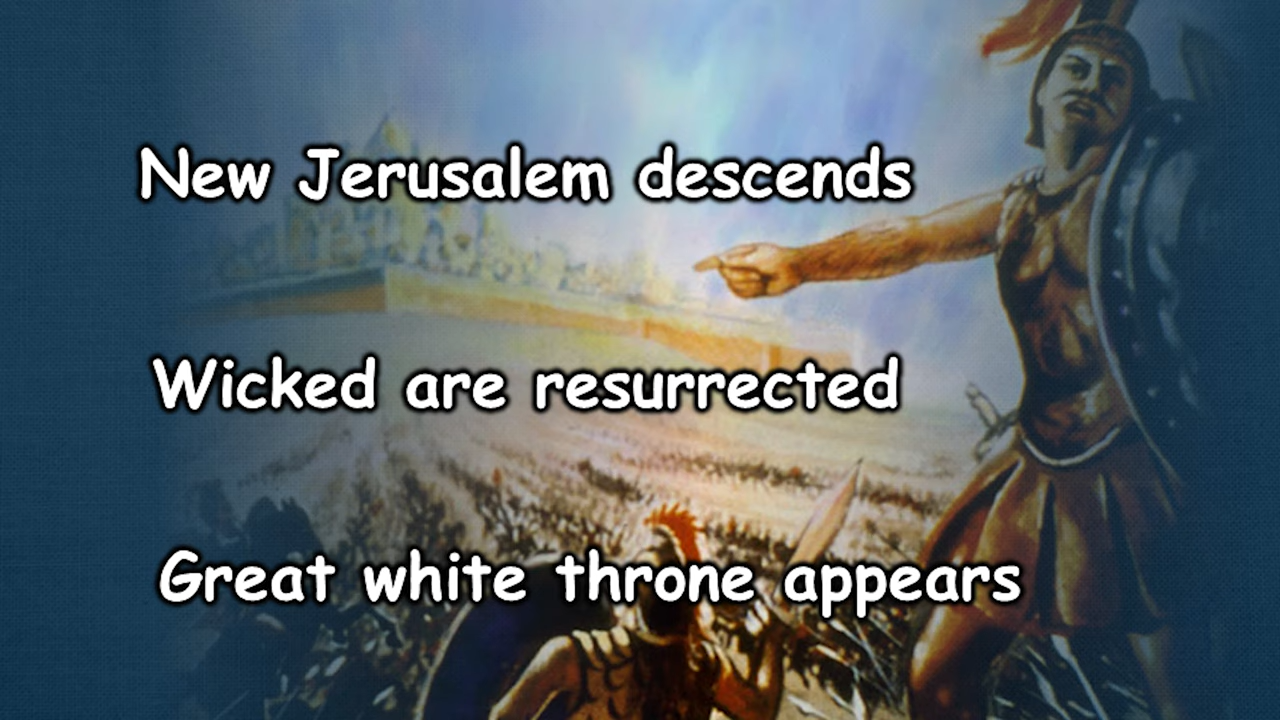 New Jerusalem descends
Wicked are resurrected
Great white throne appears